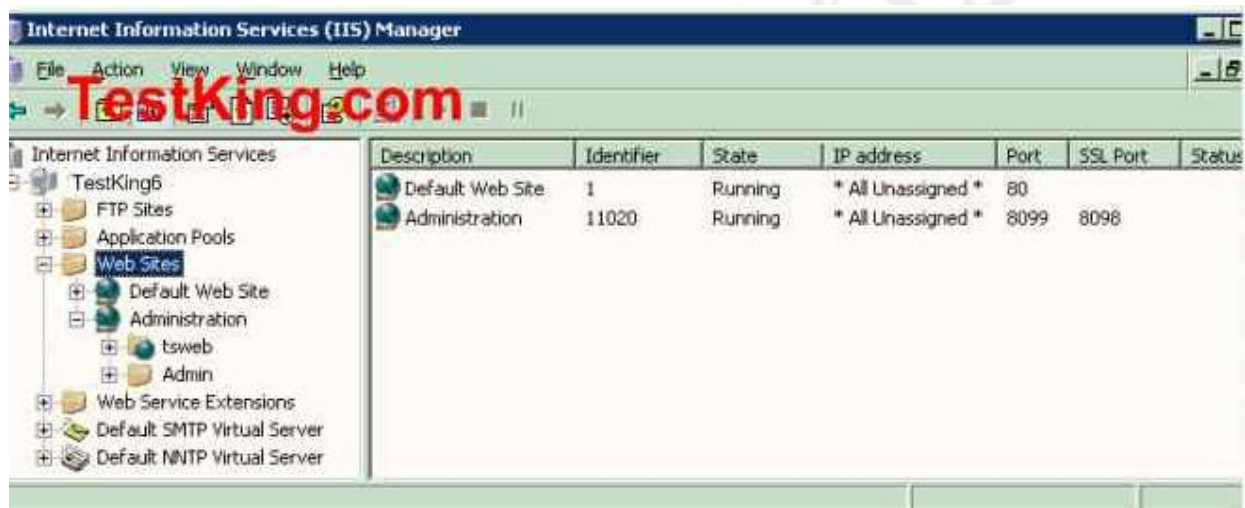 Internet Information Services (IIS) Manager
File Action View Window Help
TestKing.com
Internet Information Services
TestKing6
FTP Sites
Application Pools
Web Sites
Default Web Site
Administration
tsweb
Admin
Web Service Extensions
Default SMTP Virtual Server
Default NNTP Virtual Server
Description Identifier State IP address Port SSL Port Status
Default Web Site 1 Running * All Unassigned * 80
Administration 11020 Running * All Unassigned * 8099 8098